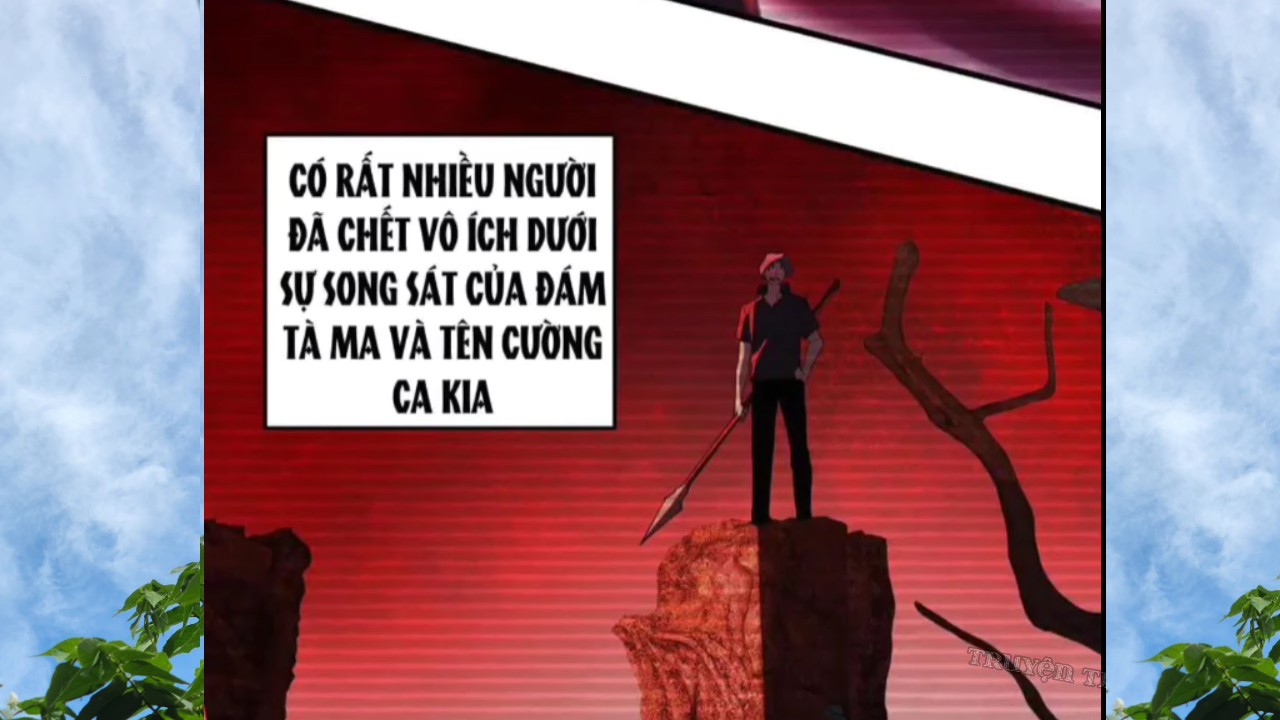 CÓ RẤT NHIỀU NGƯỜI
ĐÃ CHẾT VÔ ÍCH DƯỚI
SỰ SONG SÁT CỦA ĐÁM
TÀ MA VÀ TÊN CƯỜNG
CA KIA
TRUYỆN